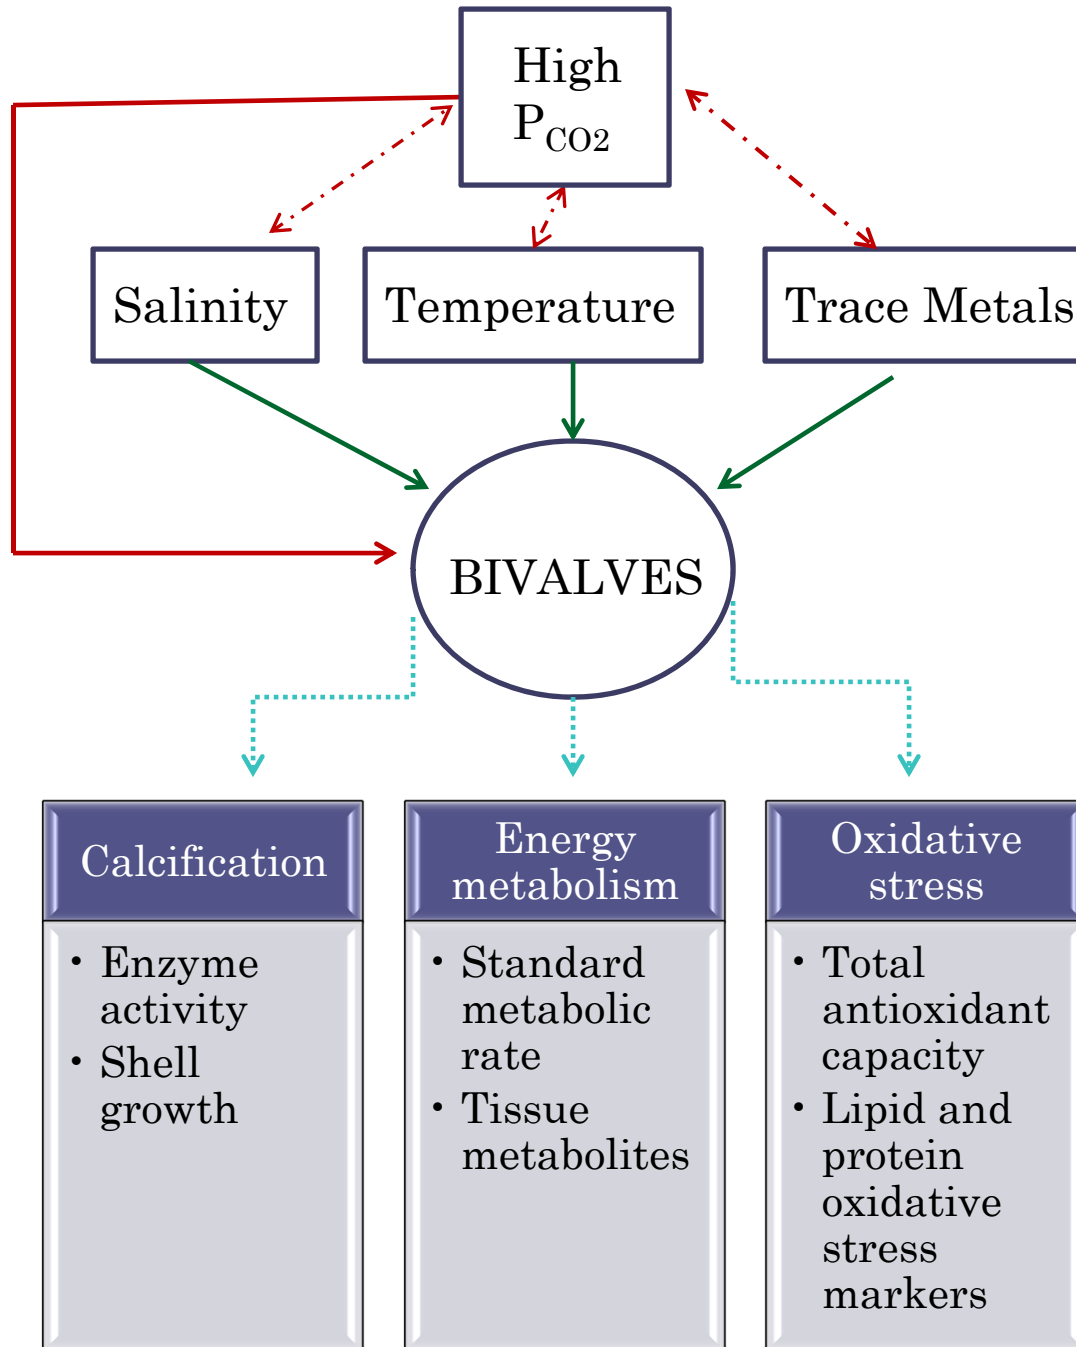 High
P_CO2
Salinity
Temperature
Trace Metals
BIVALVES
Calcification
• Enzyme
activity
• Shell
growth
Energy
metabolism
• Standard
metabolic
rate
• Tissue
metabolites
Oxidative
stress
• Total
antioxidant
capacity
• Lipid and
protein
oxidative
stress
markers